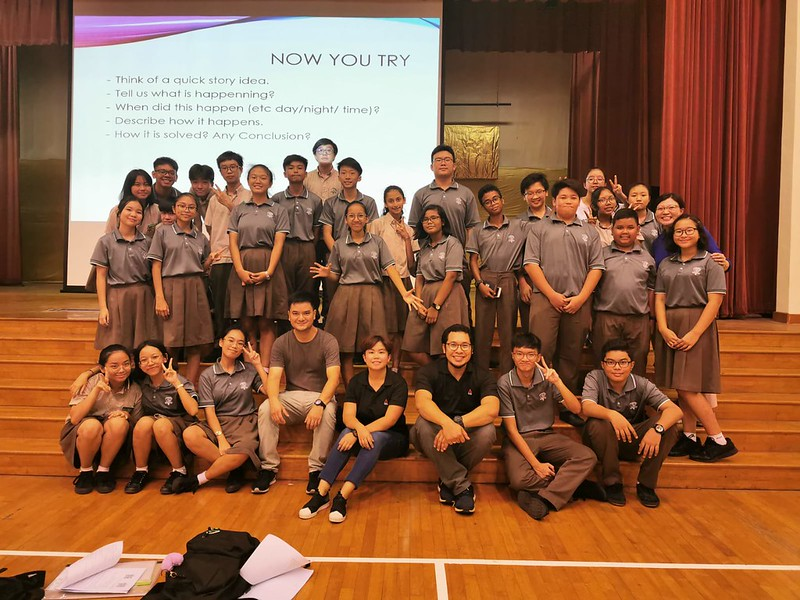 NOW YOU TRY
- Think of a quick story idea.
- Tell us what is happenning?
- When did this happen (etc day/night/ time)?
- Describe how it happens.
- How it is solved? Any Conclusion?